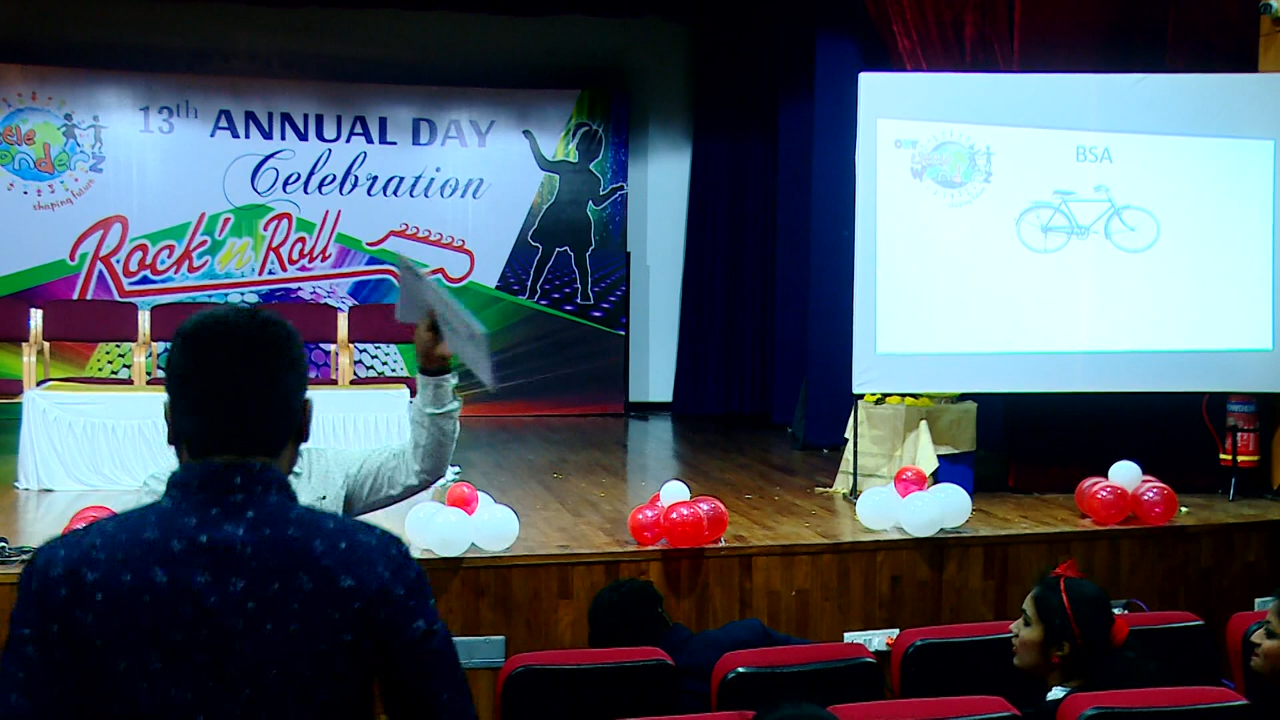 13th ANNUAL DAY
Celebration
Rock'n Roll
shaping future
BSA